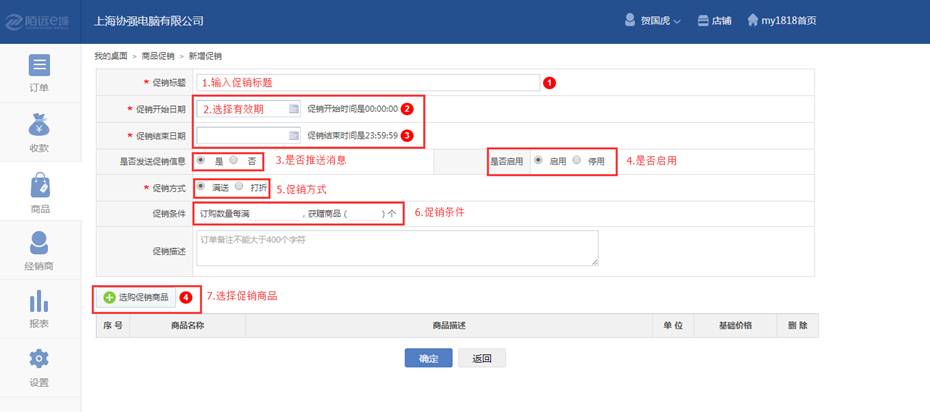 陌远e城 上海协强电脑有限公司 贺国虎 店铺 my1818首页
我的桌面 > 商品促销 > 新增促销
订单
收款
商品
经销商
报表
设置
* 促销标题 1.输入促销标题 1
* 促销开始日期 2.选择有效期 促销开始时间是00:00:00 2
* 促销结束日期 促销结束时间是23:59:59 3
是否发送促销信息 是 否 3.是否推送消息 是否启用 启用 停用 4.是否启用
* 促销方式 满送 打折 5.促销方式
促销条件 订购数量每满 ，获赠商品（ ）个 6.促销条件
促销描述 订单备注不能大于400个字符
选购促销商品 4 7.选择促销商品
序 号 商品名称 商品描述 单 位 基础价格 删 除
确定 返回